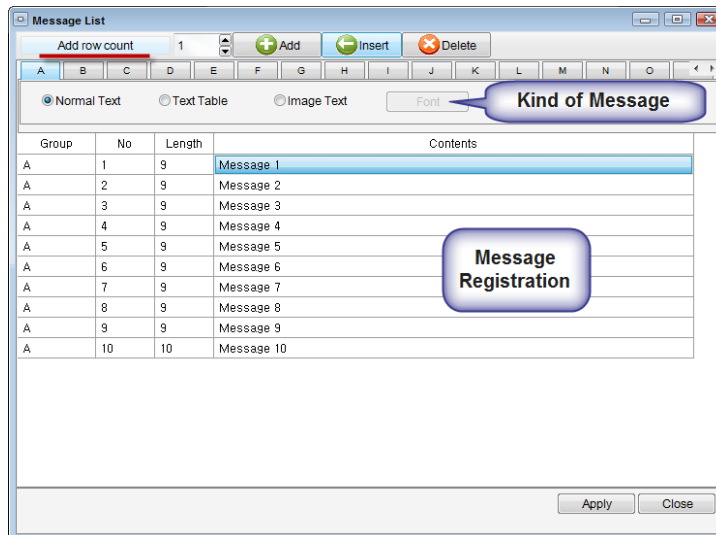 Message List
Add row count 1 Add Insert Delete
A B C D E F G H I J K L M N O
Normal Text Text Table Image Text Font Kind of Message
Group No Length Contents
A 1 9 Message 1
A 2 9 Message 2
A 3 9 Message 3
A 4 9 Message 4
A 5 9 Message 5
A 6 9 Message 6
A 7 9 Message 7
A 8 9 Message 8
A 9 9 Message 9
A 10 10 Message 10
Message
Registration
Apply Close